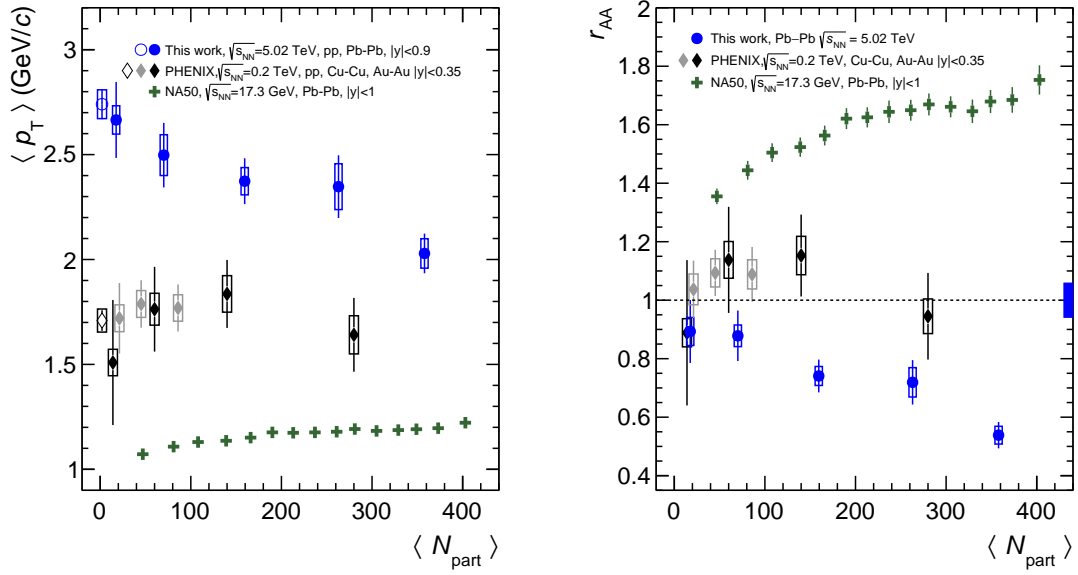 ⟨ p_T ⟩ (GeV/c)
3
2.5
2
1.5
1
This work, √s_NN=5.02 TeV, pp, Pb-Pb, |y|<0.9
PHENIX,√s_NN=0.2 TeV, pp, Cu-Cu, Au-Au |y|<0.35
NA50, √s_NN=17.3 GeV, Pb-Pb, |y|<1
0 100 200 300 400
⟨ N_part ⟩
r_AA
2
1.8
1.6
1.4
1.2
1
0.8
0.6
0.4
This work, Pb–Pb √s_NN = 5.02 TeV
PHENIX,√s_NN=0.2 TeV, Cu-Cu, Au-Au |y|<0.35
NA50, √s_NN=17.3 GeV, Pb-Pb, |y|<1
0 100 200 300 400
⟨ N_part ⟩